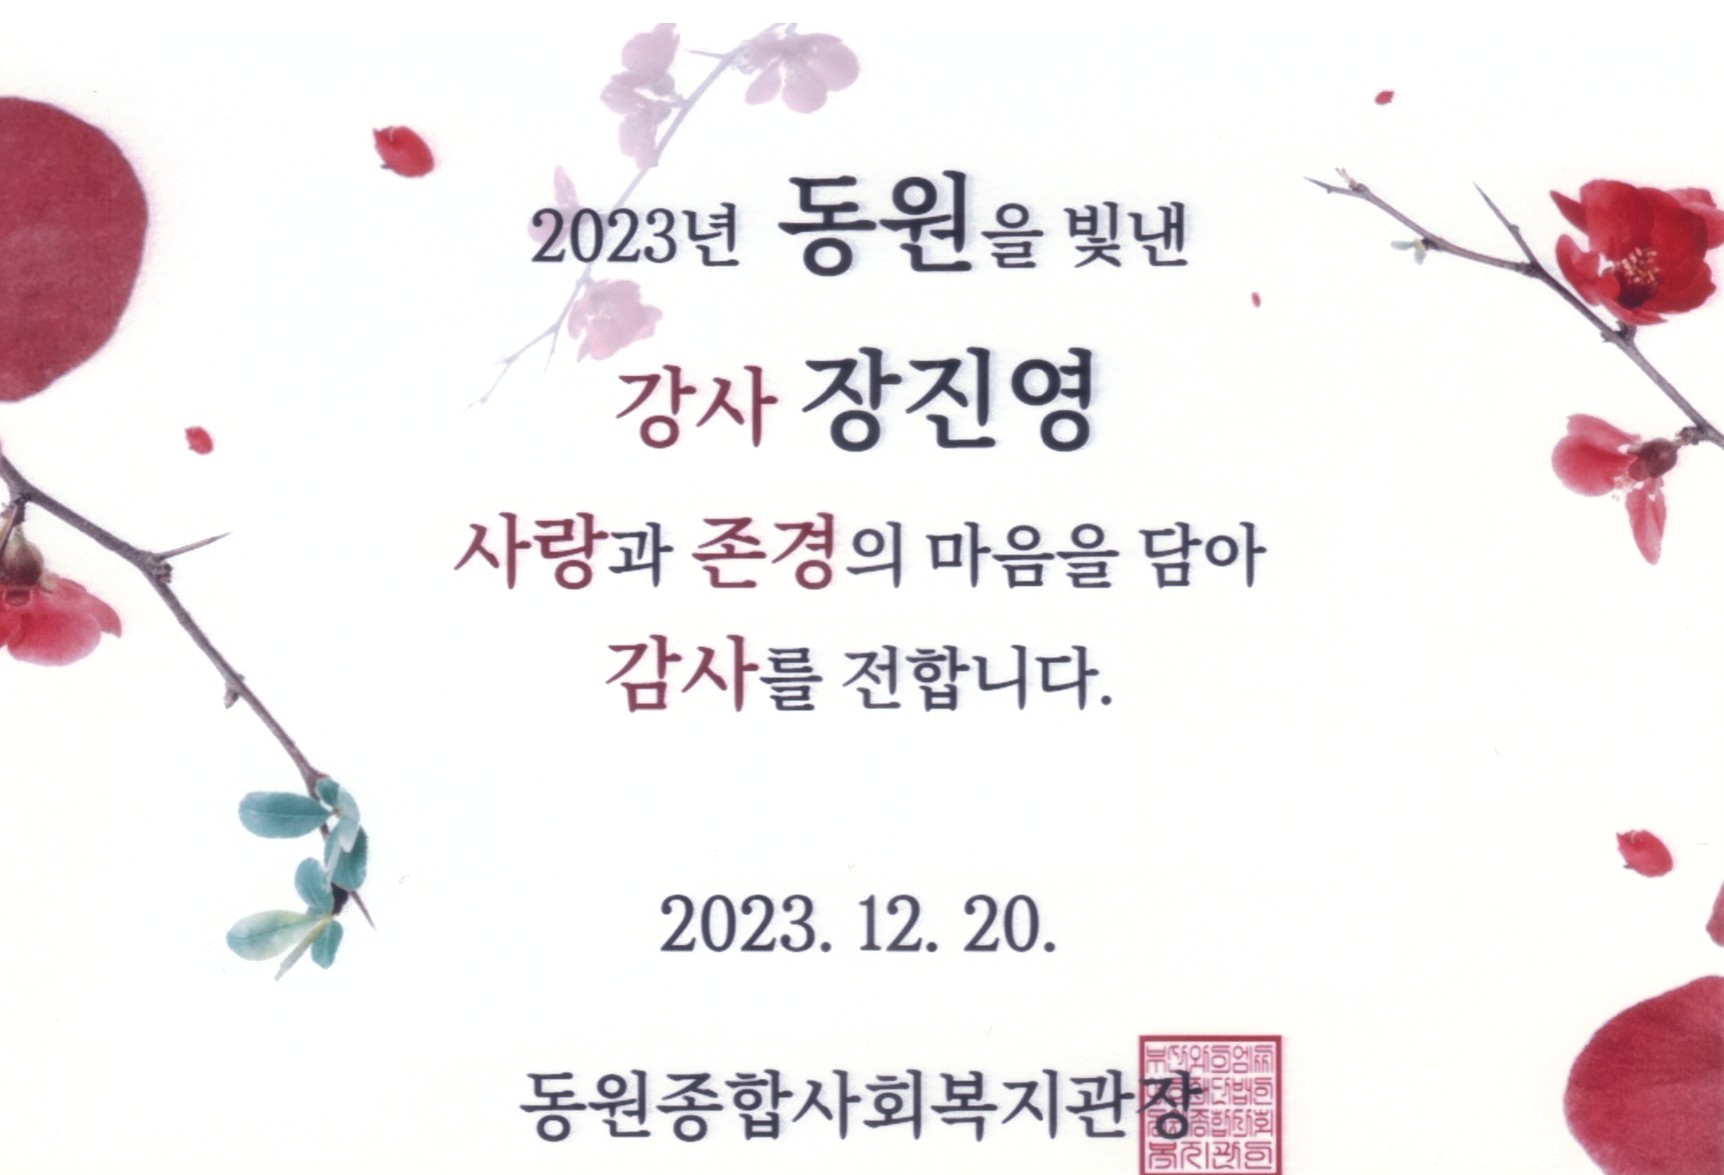 2023년 동원을 빛낸
강사 장진영
사랑과 존경의 마음을 담아
감사를 전합니다.
2023. 12. 20.
동원종합사회복지관장